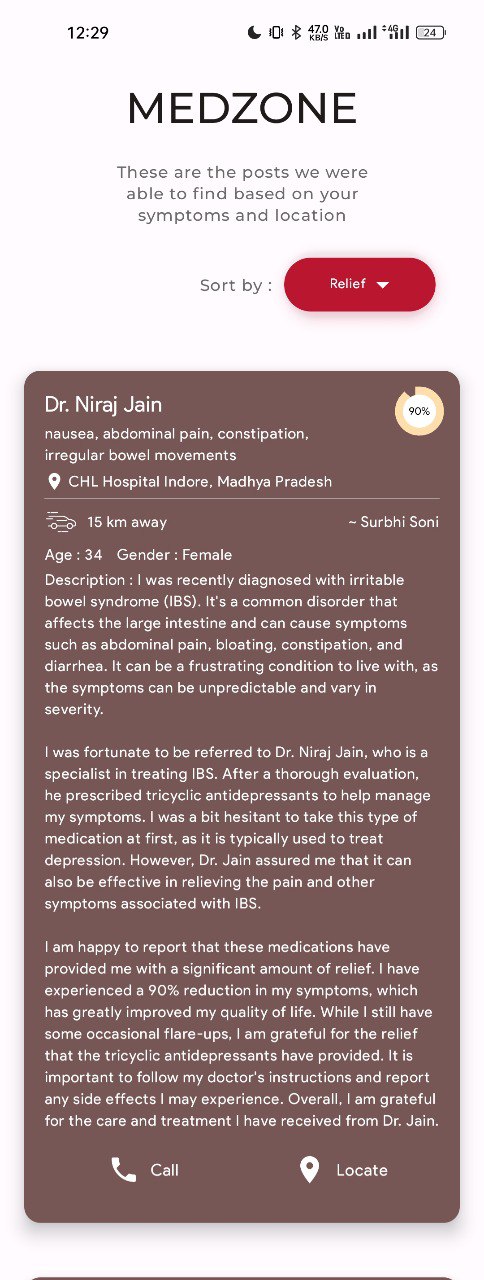 12:29
47.0 KB/S Vo LTE 4G 24
MEDZONE
These are the posts we were
able to find based on your
symptoms and location
Sort by :
Relief
Dr. Niraj Jain
90%
nausea, abdominal pain, constipation,
irregular bowel movements
CHL Hospital Indore, Madhya Pradesh
15 km away
~ Surbhi Soni
Age : 34 Gender : Female
Description : I was recently diagnosed with irritable
bowel syndrome (IBS). It's a common disorder that
affects the large intestine and can cause symptoms
such as abdominal pain, bloating, constipation, and
diarrhea. It can be a frustrating condition to live with, as
the symptoms can be unpredictable and vary in
severity.
I was fortunate to be referred to Dr. Niraj Jain, who is a
specialist in treating IBS. After a thorough evaluation,
he prescribed tricyclic antidepressants to help manage
my symptoms. I was a bit hesitant to take this type of
medication at first, as it is typically used to treat
depression. However, Dr. Jain assured me that it can
also be effective in relieving the pain and other
symptoms associated with IBS.
I am happy to report that these medications have
provided me with a significant amount of relief. I have
experienced a 90% reduction in my symptoms, which
has greatly improved my quality of life. While I still have
some occasional flare-ups, I am grateful for the relief
that the tricyclic antidepressants have provided. It is
important to follow my doctor's instructions and report
any side effects I may experience. Overall, I am grateful
for the care and treatment I have received from Dr. Jain.
Call
Locate